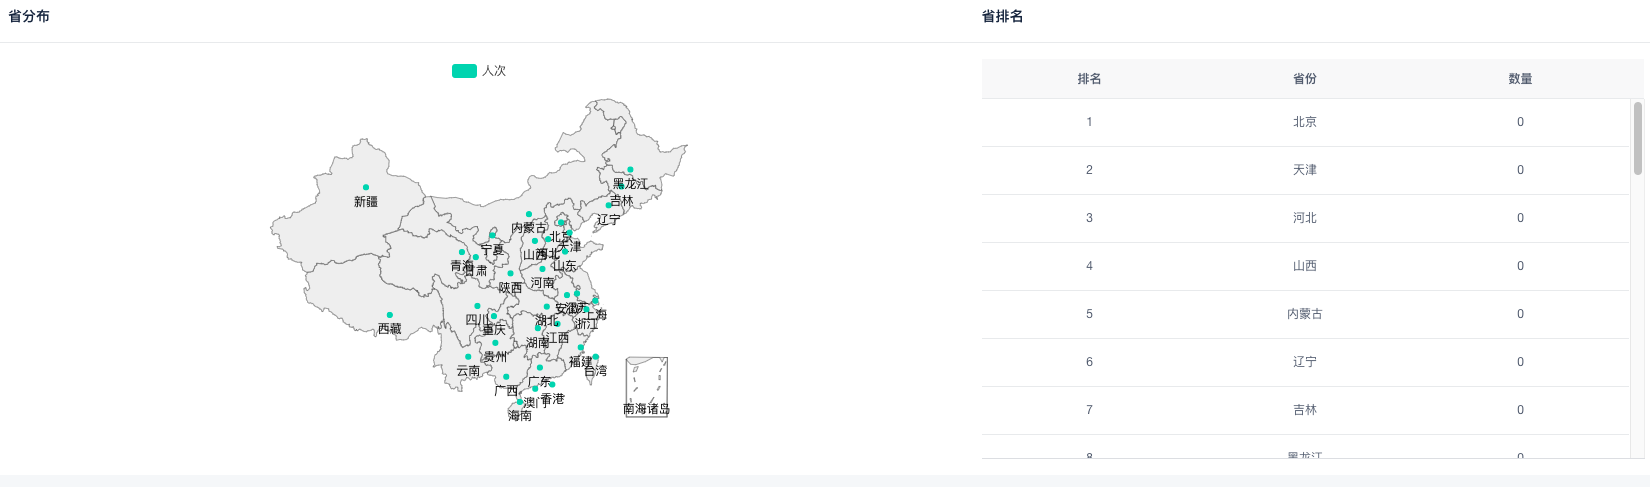 省分布
人次
黑龙江
新疆
吉林
辽宁
内蒙古
北京
天津
宁夏
山西
河北
青海
甘肃
山东
河南
陕西
安徽
江苏
上海
四川
重庆
湖北
浙江
西藏
湖南
江西
贵州
福建
云南
台湾
广西
广东
香港
澳门
海南
南海诸岛
省排名
排名 省份 数量
1 北京 0
2 天津 0
3 河北 0
4 山西 0
5 内蒙古 0
6 辽宁 0
7 吉林 0
8 黑龙江 0